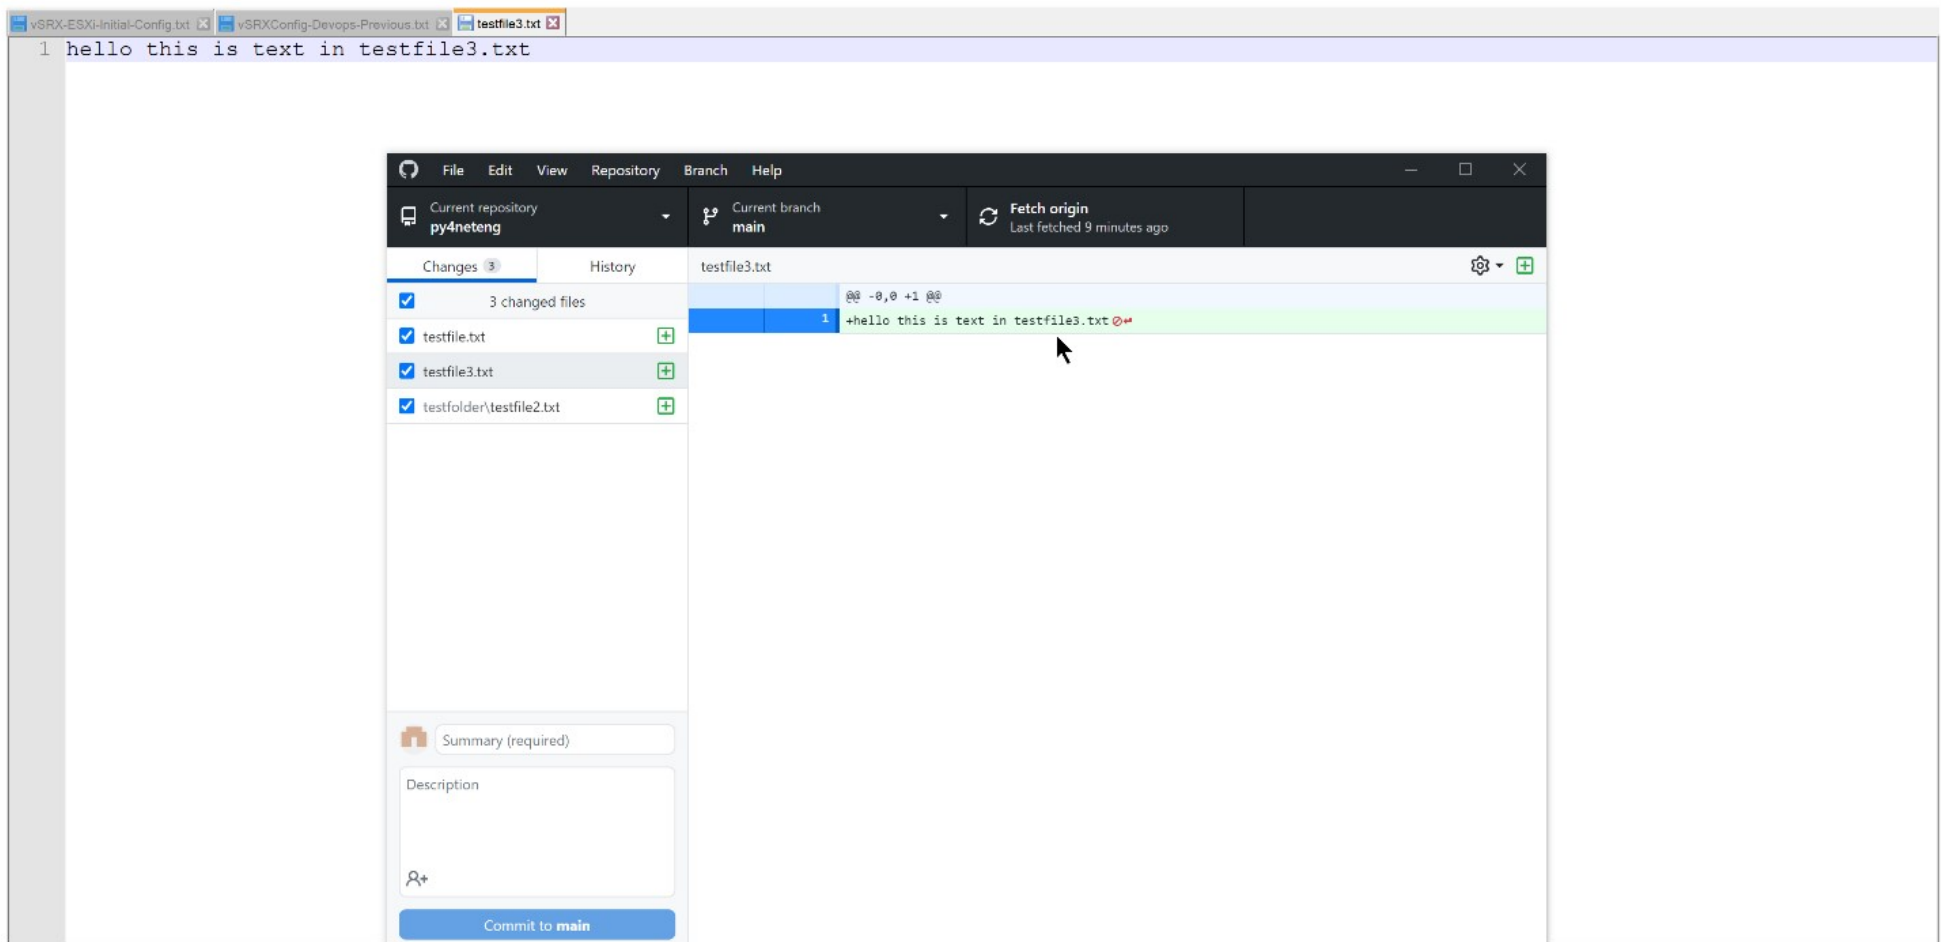 vSRX-ESXi-Initial-Config.txt vSRXConfig-Devops-Previous.txt testfile3.txt
1 hello this is text in testfile3.txt
File Edit View Repository Branch Help
Current repository
py4neteng
Current branch
main
Fetch origin
Last fetched 9 minutes ago
Changes 3 History
testfile3.txt
3 changed files
@@ -0,0 +1 @@
1 +hello this is text in testfile3.txt
testfile.txt
testfile3.txt
testfolder\testfile2.txt
Summary (required)
Description
Commit to main